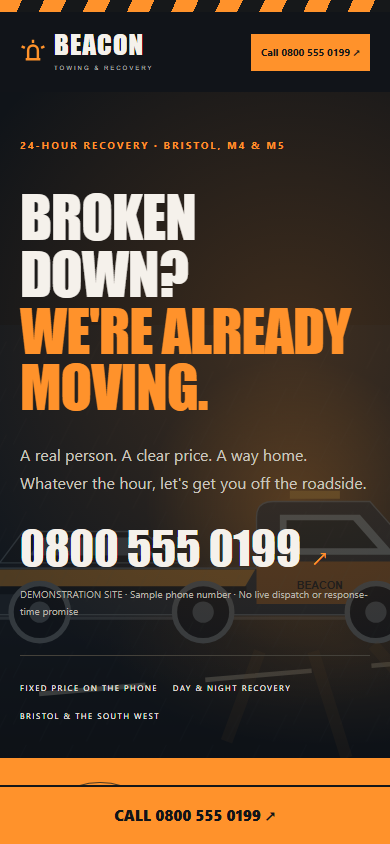 BEACON
TOWING & RECOVERY
Call 0800 555 0199 ↗
24-HOUR RECOVERY · BRISTOL, M4 & M5
BROKEN
DOWN?
WE'RE ALREADY
MOVING.
A real person. A clear price. A way home.
Whatever the hour, let's get you off the roadside.
0800 555 0199 ↗
BEACON
DEMONSTRATION SITE · Sample phone number · No live dispatch or response-
time promise
FIXED PRICE ON THE PHONE DAY & NIGHT RECOVERY
BRISTOL & THE SOUTH WEST
CALL 0800 555 0199 ↗